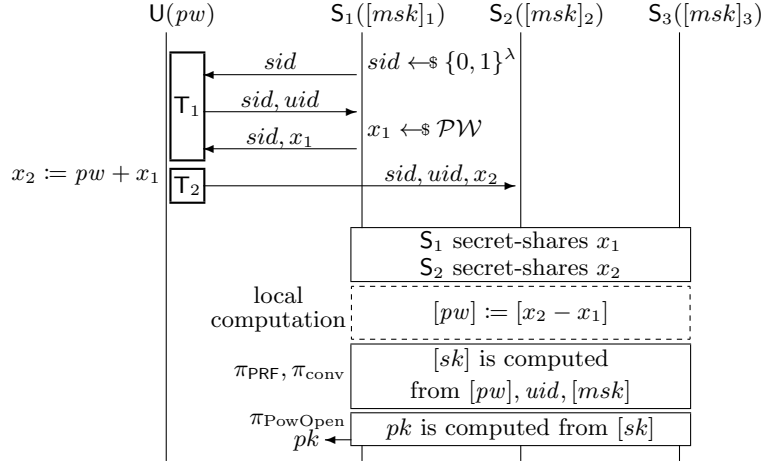 U(pw) S₁([msk]₁) S₂([msk]₂) S₃([msk]₃)
sid sid ←$ {0, 1}^λ
T₁ sid, uid
sid, x₁ x₁ ←$ PW
x₂ := pw + x₁ T₂ sid, uid, x₂
S₁ secret-shares x₁
S₂ secret-shares x₂
local
computation [pw] := [x₂ − x₁]
[sk] is computed
π_PRF, π_conv
from [pw], uid, [msk]
π_PowOpen
pk pk is computed from [sk]